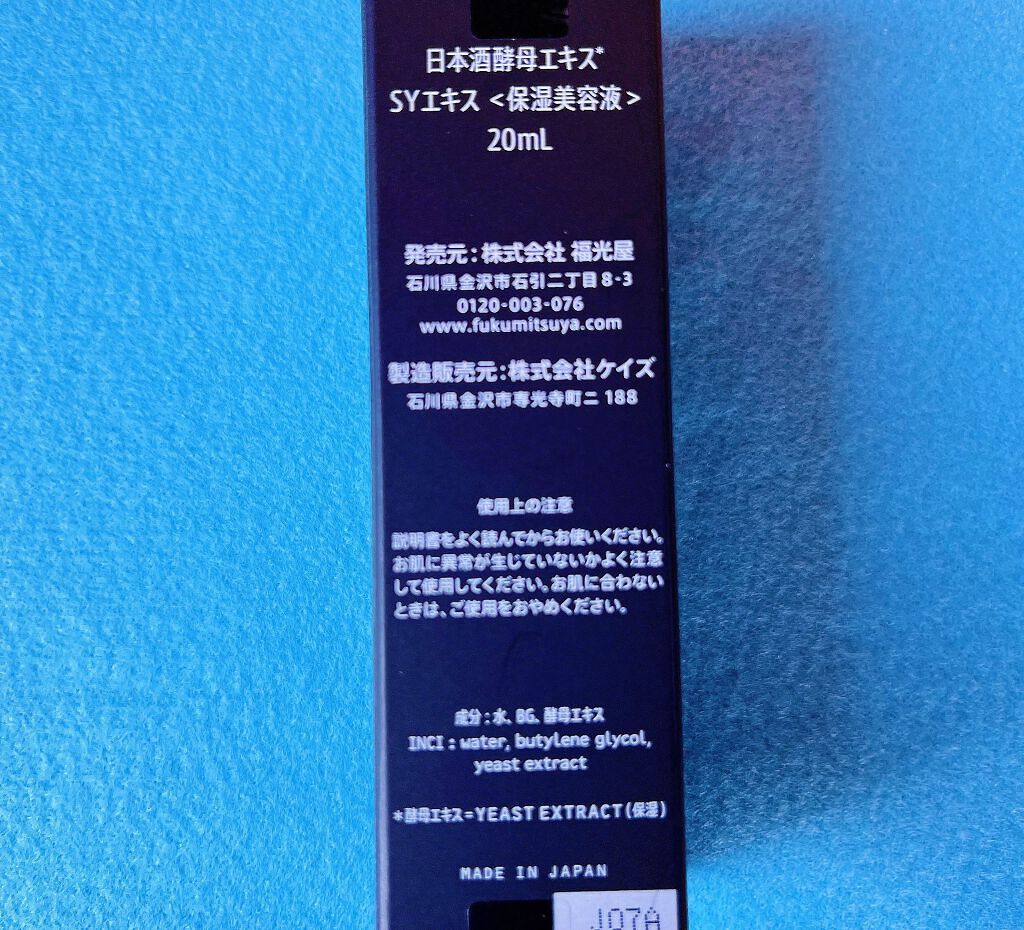 日本酒酵母エキス*
SYエキス <保湿美容液>
20mL
発売元:株式会社 福光屋
石川県金沢市石引二丁目8-3
0120-003-076
www.fukumitsuya.com
製造販売元:株式会社ケイズ
石川県金沢市専光寺町ニ 188
使用上の注意
説明書をよく読んでからお使いください。
お肌に異常が生じていないかよく注意
して使用してください。お肌に合わない
ときは、ご使用をおやめください。
成分:水、BG、酵母エキス
INCI : water, butylene glycol,
yeast extract
*酵母エキス=YEAST EXTRACT(保湿)
MADE IN JAPAN
J07A